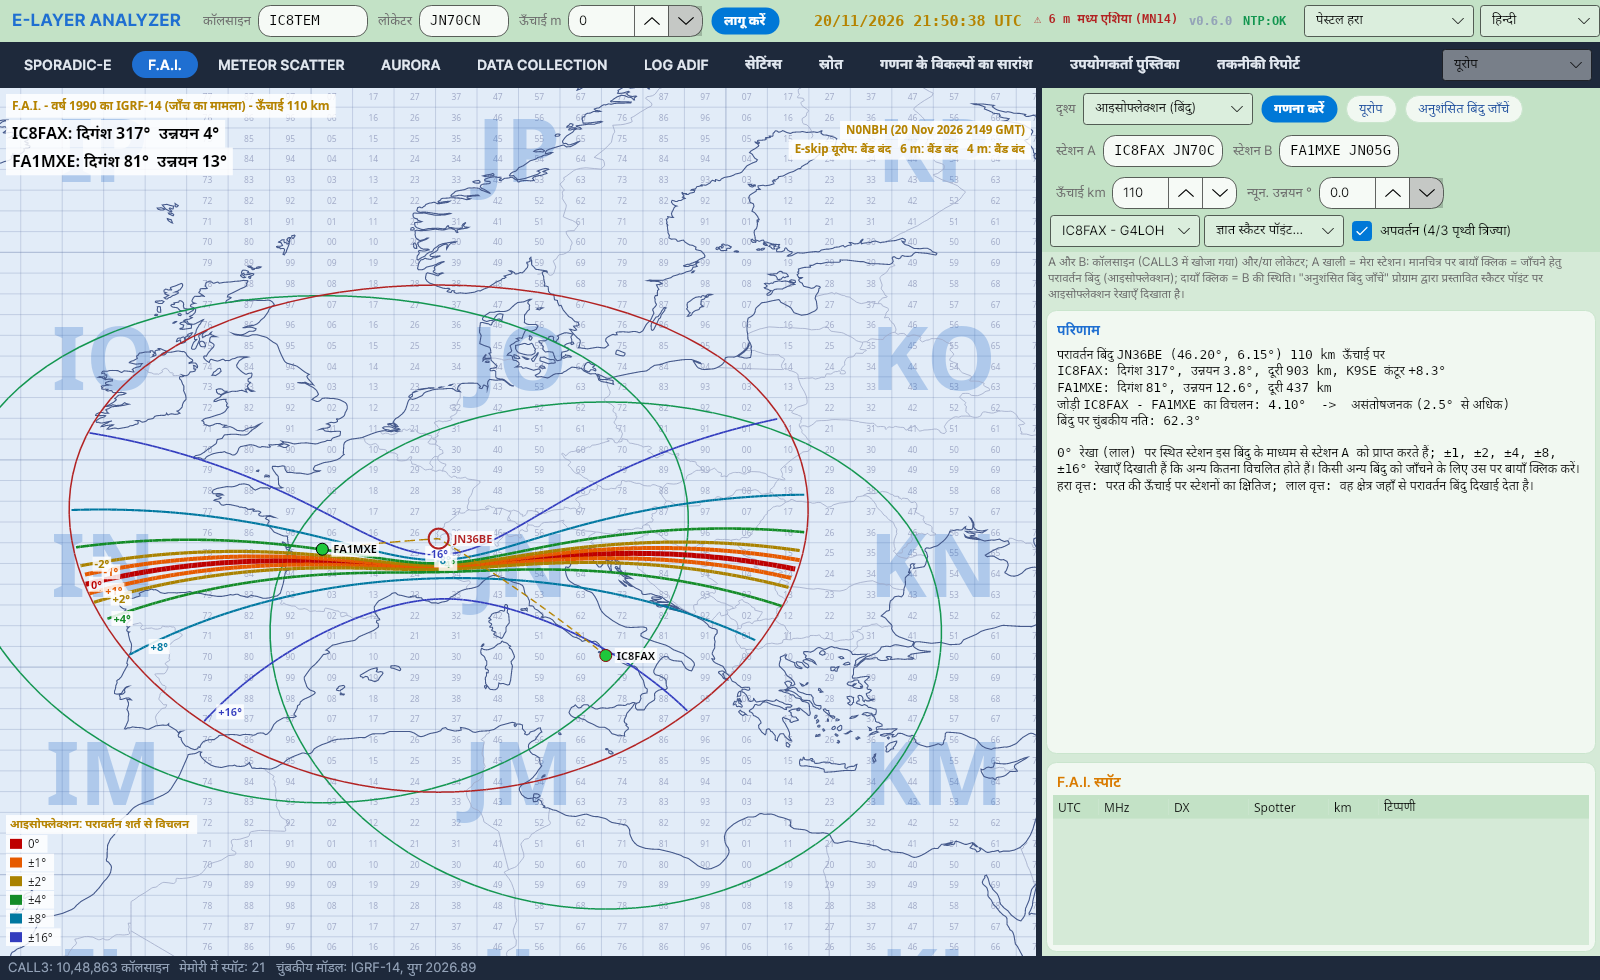 E-LAYER ANALYZER कॉलसाइन IC8TEM लोकेटर JN70CN ऊँचाई m 0 लागू करें 20/11/2026 21:50:38 UTC ⚠ 6 m मध्य एशिया (MN14) v0.6.0 NTP:OK पेस्टल हरा हिन्दी
SPORADIC-E F.A.I. METEOR SCATTER AURORA DATA COLLECTION LOG ADIF सेटिंग्स स्रोत गणना के विकल्पों का सारांश उपयोगकर्ता पुस्तिका तकनीकी रिपोर्ट यूरोप
F.A.I. - वर्ष 1990 का IGRF-14 (जाँच का मामला) - ऊँचाई 110 km
IC8FAX: दिगंश 317° उन्नयन 4°
FA1MXE: दिगंश 81° उन्नयन 13°
N0NBH (20 Nov 2026 2149 GMT)
E-skip यूरोप: बैंड बंद 6 m: बैंड बंद 4 m: बैंड बंद
JP
IO JO KO
IN JN KN
IM JM KM
FA1MXE
JN36BE
IC8FAX
-16°
-2°
0°
+1°
+2°
+4°
+8°
+16°
आइसोफ्लेक्शन: परावर्तन शर्त से विचलन
0°
±1°
±2°
±4°
±8°
±16°
दृश्य आइसोफ्लेक्शन (बिंदु) गणना करें यूरोप अनुशंसित बिंदु जाँचें
स्टेशन A IC8FAX JN70C स्टेशन B FA1MXE JN05G
ऊँचाई km 110 न्यून. उन्नयन ° 0.0
IC8FAX - G4LOH ज्ञात स्कैटर पॉइंट... अपवर्तन (4/3 पृथ्वी त्रिज्या)
A और B: कॉलसाइन (CALL3 में खोजा गया) और/या लोकेटर; A खाली = मेरा स्टेशन। मानचित्र पर बायाँ क्लिक = जाँचने हेतु
परावर्तन बिंदु (आइसोफ्लेक्शन); दायाँ क्लिक = B की स्थिति। "अनुशंसित बिंदु जाँचें" प्रोग्राम द्वारा प्रस्तावित स्कैटर पॉइंट पर
आइसोफ्लेक्शन रेखाएँ दिखाता है।
परिणाम
परावर्तन बिंदु JN36BE (46.20°, 6.15°) 110 km ऊँचाई पर
IC8FAX: दिगंश 317°, उन्नयन 3.8°, दूरी 903 km, K9SE कंटूर +8.3°
FA1MXE: दिगंश 81°, उन्नयन 12.6°, दूरी 437 km
जोड़ी IC8FAX - FA1MXE का विचलन: 4.10° -> असंतोषजनक (2.5° से अधिक)
बिंदु पर चुंबकीय नति: 62.3°
0° रेखा (लाल) पर स्थित स्टेशन इस बिंदु के माध्यम से स्टेशन A को प्राप्त करते हैं; ±1, ±2, ±4, ±8,
±16° रेखाएँ दिखाती हैं कि अन्य कितना विचलित होते हैं। किसी अन्य बिंदु को जाँचने के लिए उस पर बायाँ क्लिक करें।
हरा वृत्त: परत की ऊँचाई पर स्टेशनों का क्षितिज; लाल वृत्त: वह क्षेत्र जहाँ से परावर्तन बिंदु दिखाई देता है।
F.A.I. स्पॉट
UTC MHz DX Spotter km टिप्पणी
CALL3: 10,48,863 कॉलसाइन मेमोरी में स्पॉट: 21 चुंबकीय मॉडल: IGRF-14, युग 2026.89